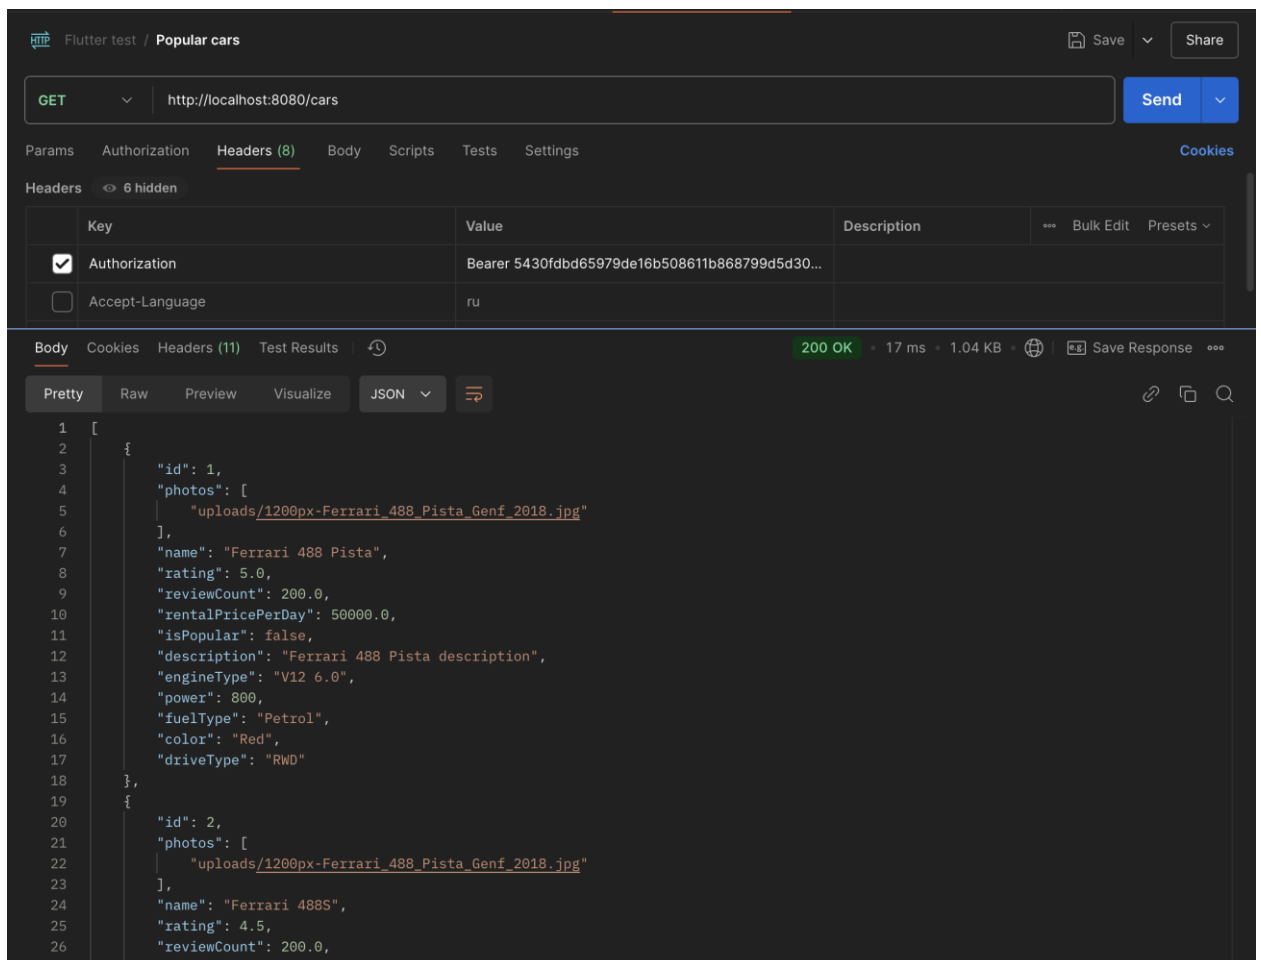 HTTP Flutter test / Popular cars Save Share
GET http://localhost:8080/cars Send
Params Authorization Headers (8) Body Scripts Tests Settings Cookies
Headers 6 hidden
Key Value Description Bulk Edit Presets
Authorization Bearer 5430fdbd65979de16b508611b868799d5d30...
Accept-Language ru
Body Cookies Headers (11) Test Results 200 OK • 17 ms • 1.04 KB • e.g. Save Response
Pretty Raw Preview Visualize JSON
1 [
2 {
3 "id": 1,
4 "photos": [
5 "uploads/1200px-Ferrari_488_Pista_Genf_2018.jpg"
6 ],
7 "name": "Ferrari 488 Pista",
8 "rating": 5.0,
9 "reviewCount": 200.0,
10 "rentalPricePerDay": 50000.0,
11 "isPopular": false,
12 "description": "Ferrari 488 Pista description",
13 "engineType": "V12 6.0",
14 "power": 800,
15 "fuelType": "Petrol",
16 "color": "Red",
17 "driveType": "RWD"
18 },
19 {
20 "id": 2,
21 "photos": [
22 "uploads/1200px-Ferrari_488_Pista_Genf_2018.jpg"
23 ],
24 "name": "Ferrari 488S",
25 "rating": 4.5,
26 "reviewCount": 200.0,